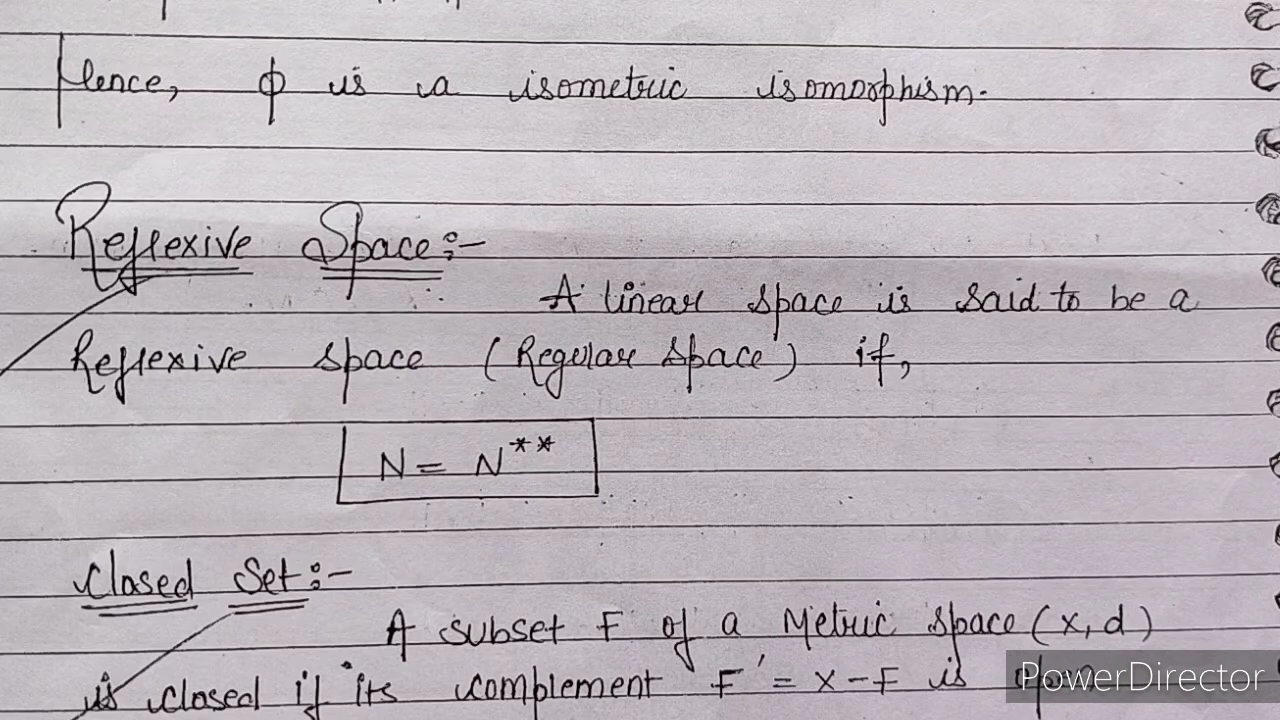 Hence, φ is a isometric isomorphism.
Reflexive Space:-
A linear space is said to be a
Reflexive space (Regular space) if,
N = N**
Closed Set:-
A subset F of a Metric space (x, d)
is closed if its complement F' = x - F is open
PowerDirector